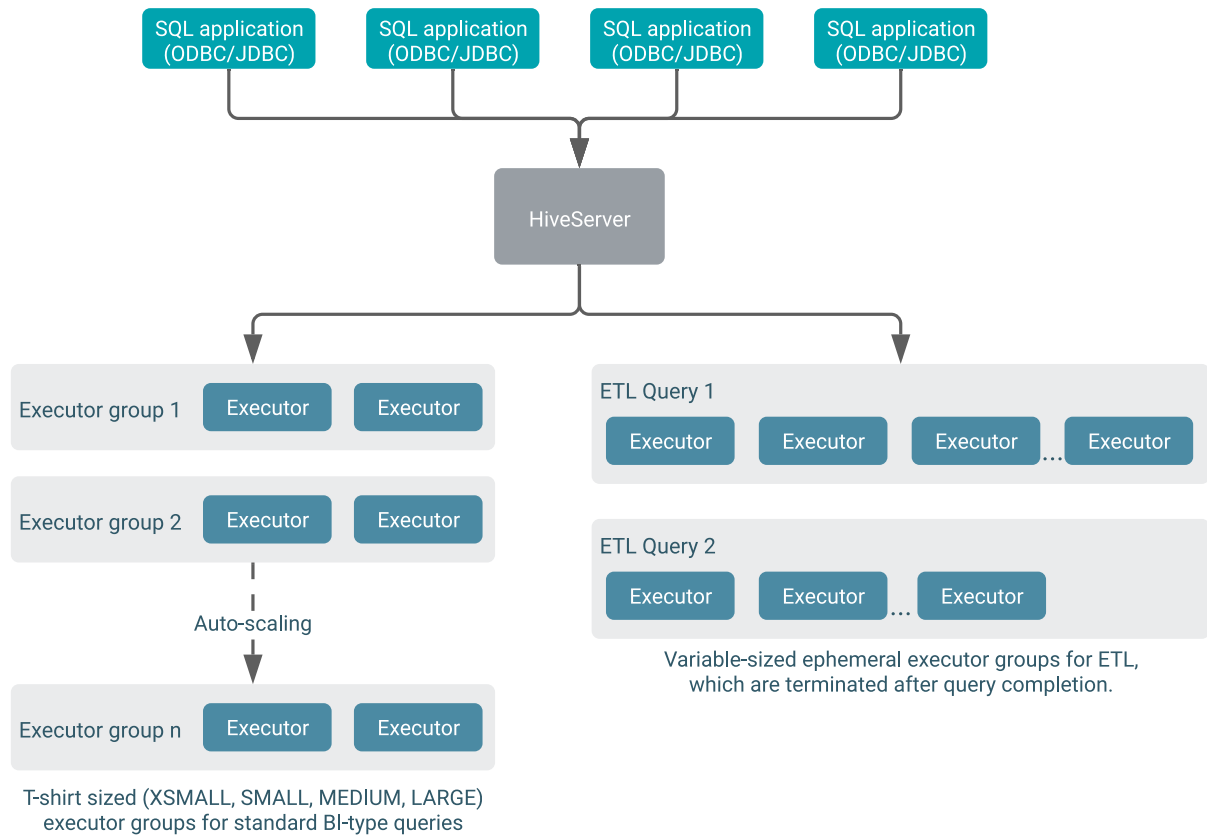 SQL application
(ODBC/JDBC)
SQL application
(ODBC/JDBC)
SQL application
(ODBC/JDBC)
SQL application
(ODBC/JDBC)
HiveServer
Executor group 1
Executor
Executor
Executor group 2
Executor
Executor
Auto-scaling
Executor group n
Executor
Executor
T-shirt sized (XSMALL, SMALL, MEDIUM, LARGE)
executor groups for standard BI-type queries
ETL Query 1
Executor
Executor
Executor
...
Executor
ETL Query 2
Executor
Executor
...
Executor
Variable-sized ephemeral executor groups for ETL,
which are terminated after query completion.